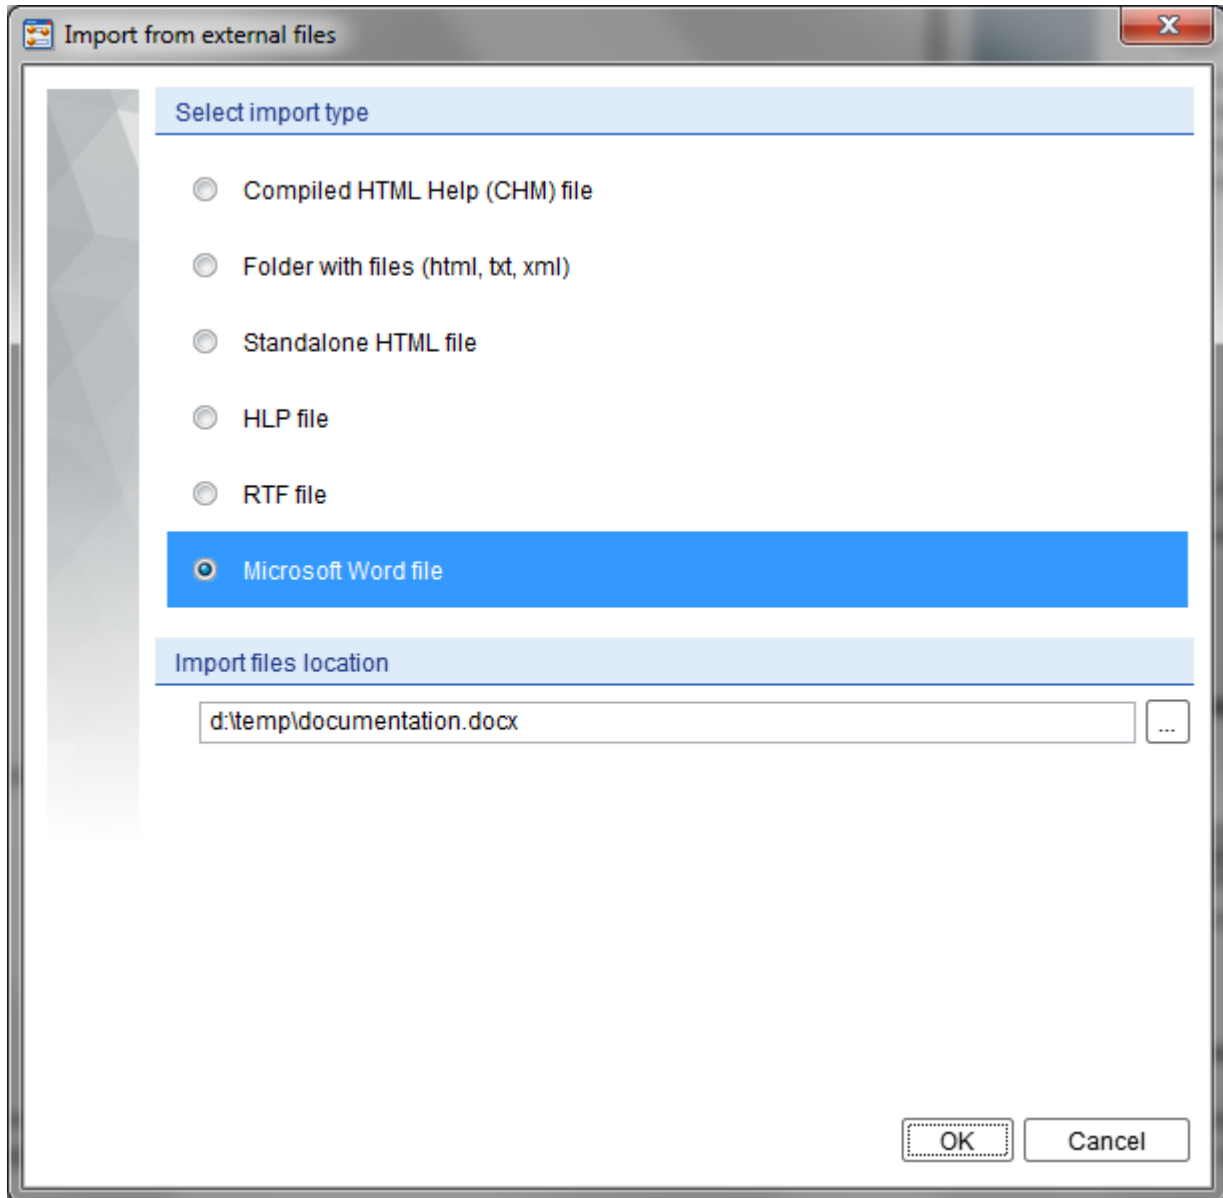 Import from external files
Select import type
Compiled HTML Help (CHM) file
Folder with files (html, txt, xml)
Standalone HTML file
HLP file
RTF file
Microsoft Word file
Import files location
d:\temp\documentation.docx
...
OK
Cancel